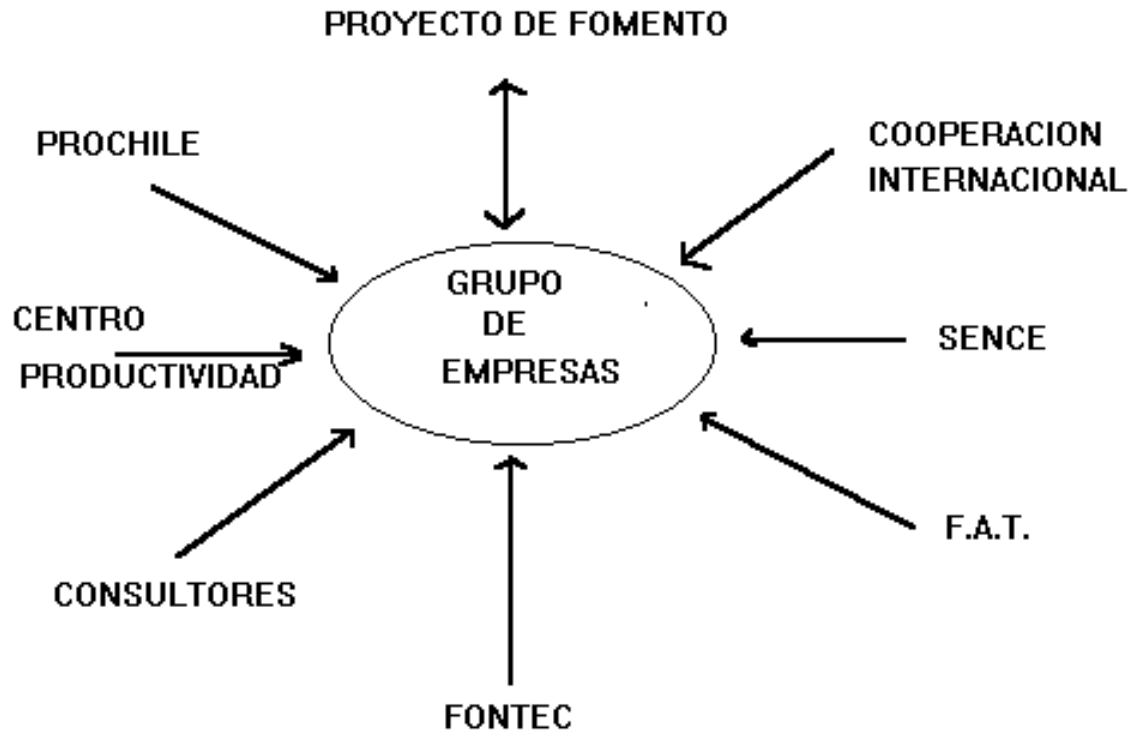 PROYECTO DE FOMENTO
PROCHILE
COOPERACION
INTERNACIONAL
GRUPO
DE
EMPRESAS
CENTRO
PRODUCTIVIDAD
SENCE
F.A.T.
CONSULTORES
FONTEC